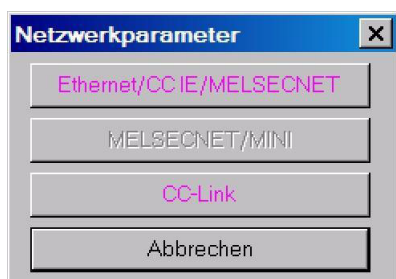 Netzwerkparameter
Ethernet/CC IE/MELSECNET
MELSECNET/MINI
CC-Link
Abbrechen